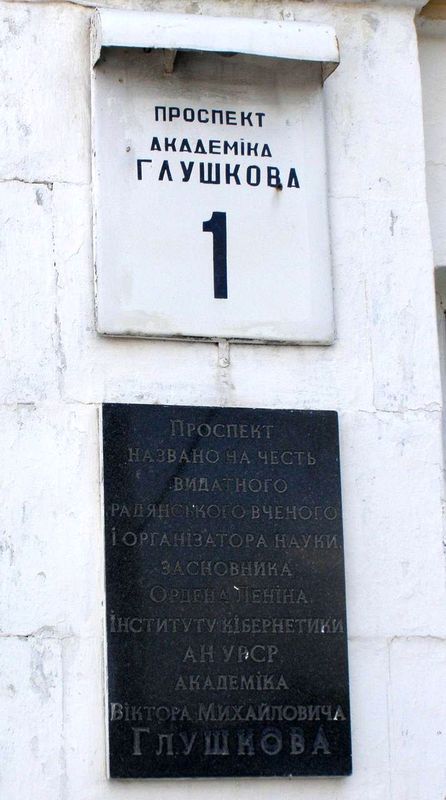 ПРОСПЕКТ
АКАДЕМІКА
ГЛУШКОВА
1
ПРОСПЕКТ
НАЗВАНО НА ЧЕСТЬ
ВИДАТНОГО
РАДЯНСЬКОГО ВЧЕНОГО
І ОРГАНІЗАТОРА НАУКИ,
ЗАСНОВНИКА
ОРДЕНА ЛЕНІНА
ІНСТИТУТУ КІБЕРНЕТИКИ
АН УРСР,
АКАДЕМІКА
ВІКТОРА МИХАЙЛОВИЧА
ГЛУШКОВА